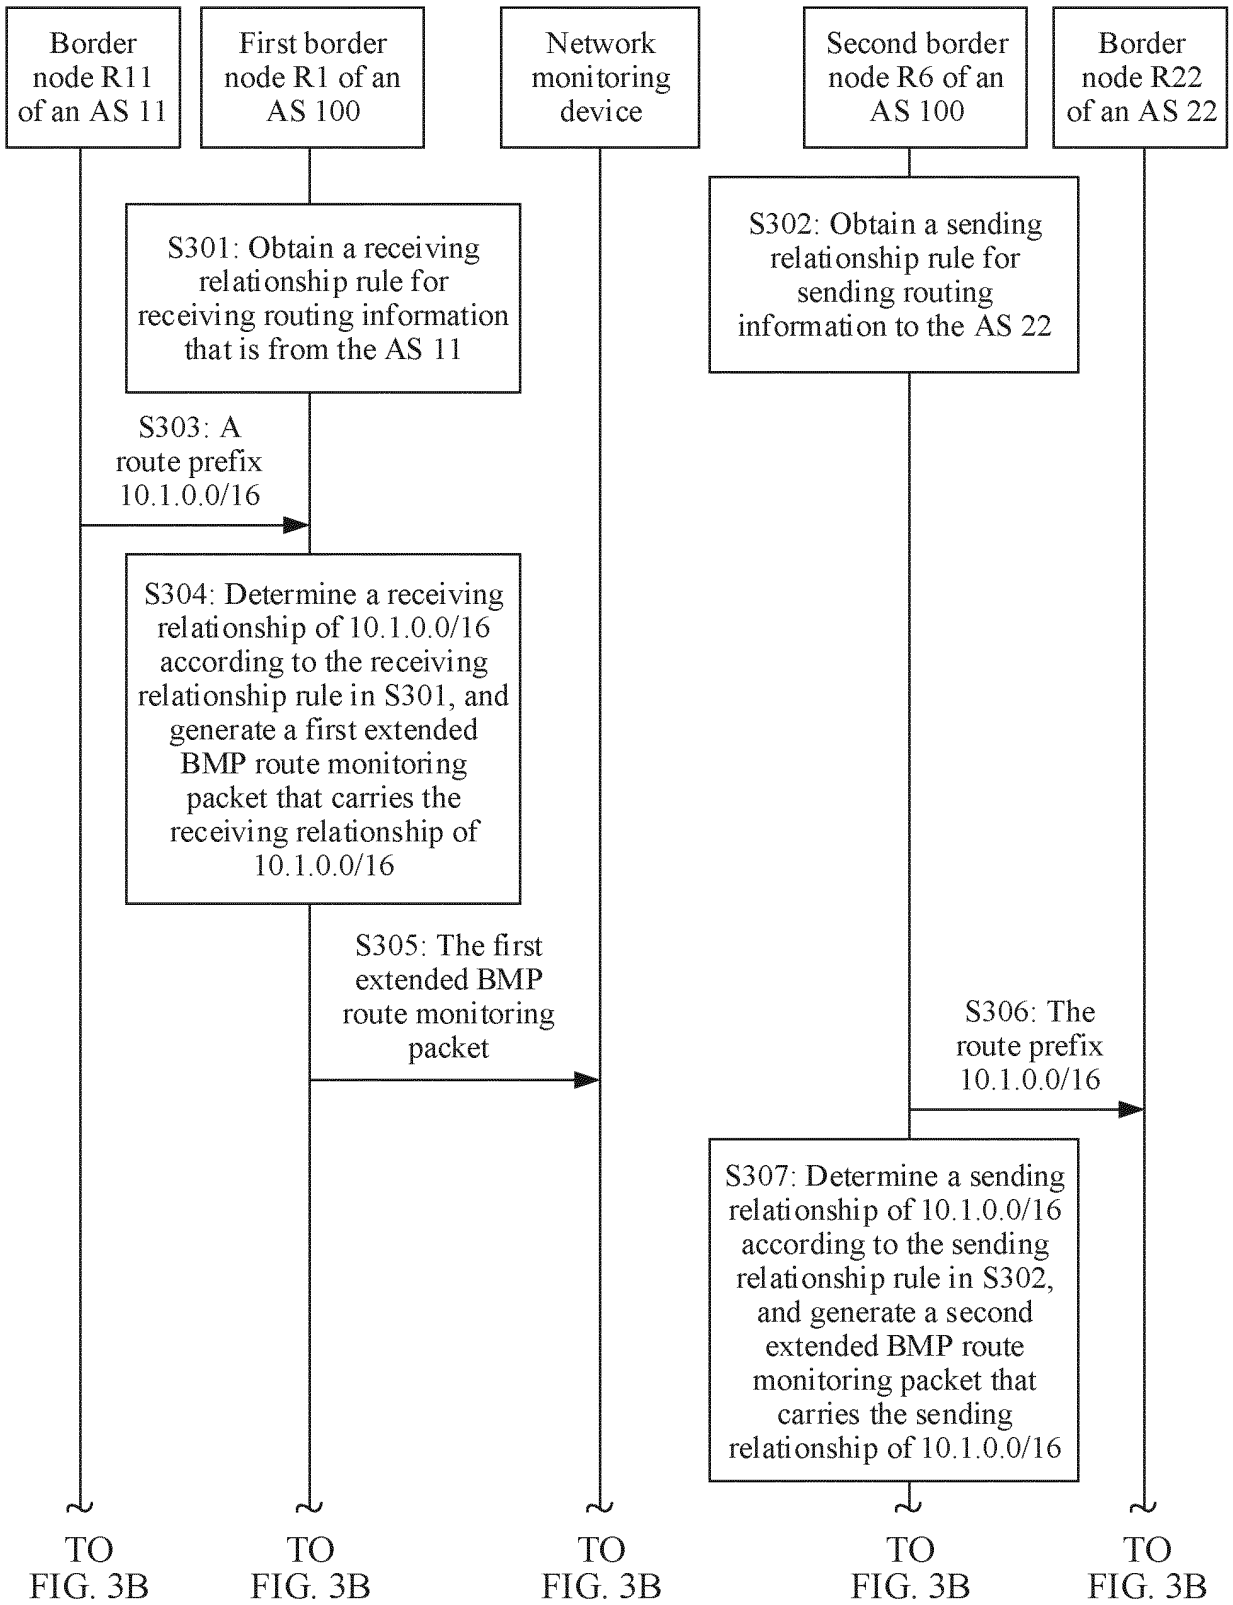 Border
node R11
of an AS 11
First border
node R1 of an
AS 100
Network
monitoring
device
Second border
node R6 of an
AS 100
Border
node R22
of an AS 22
S301: Obtain a receiving
relationship rule for
receiving routing information
that is from the AS 11
S302: Obtain a sending
relationship rule for
sending routing
information to the AS 22
S303: A
route prefix
10.1.0.0/16
S304: Determine a receiving
relationship of 10.1.0.0/16
according to the receiving
relationship rule in S301, and
generate a first extended
BMP route monitoring
packet that carries the
receiving relationship of
10.1.0.0/16
S305: The first
extended BMP
route monitoring
packet
S306: The
route prefix
10.1.0.0/16
S307: Determine a sending
relationship of 10.1.0.0/16
according to the sending
relationship rule in S302,
and generate a second
extended BMP route
monitoring packet that
carries the sending
relationship of 10.1.0.0/16
TO
FIG. 3B
TO
FIG. 3B
TO
FIG. 3B
TO
FIG. 3B
TO
FIG. 3B